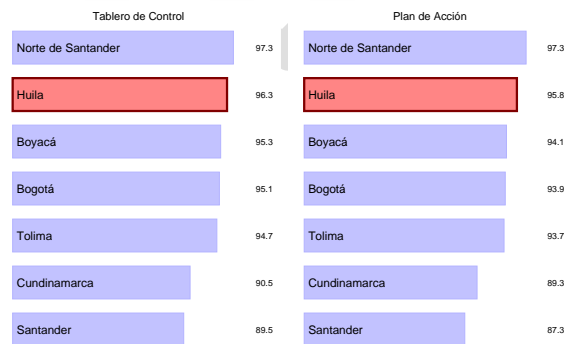 Tablero de Control
Norte de Santander 97.3
Huila 96.3
Boyacá 95.3
Bogotá 95.1
Tolima 94.7
Cundinamarca 90.5
Santander 89.5
Plan de Acción
Norte de Santander 97.3
Huila 95.8
Boyacá 94.1
Bogotá 93.9
Tolima 93.7
Cundinamarca 89.3
Santander 87.3